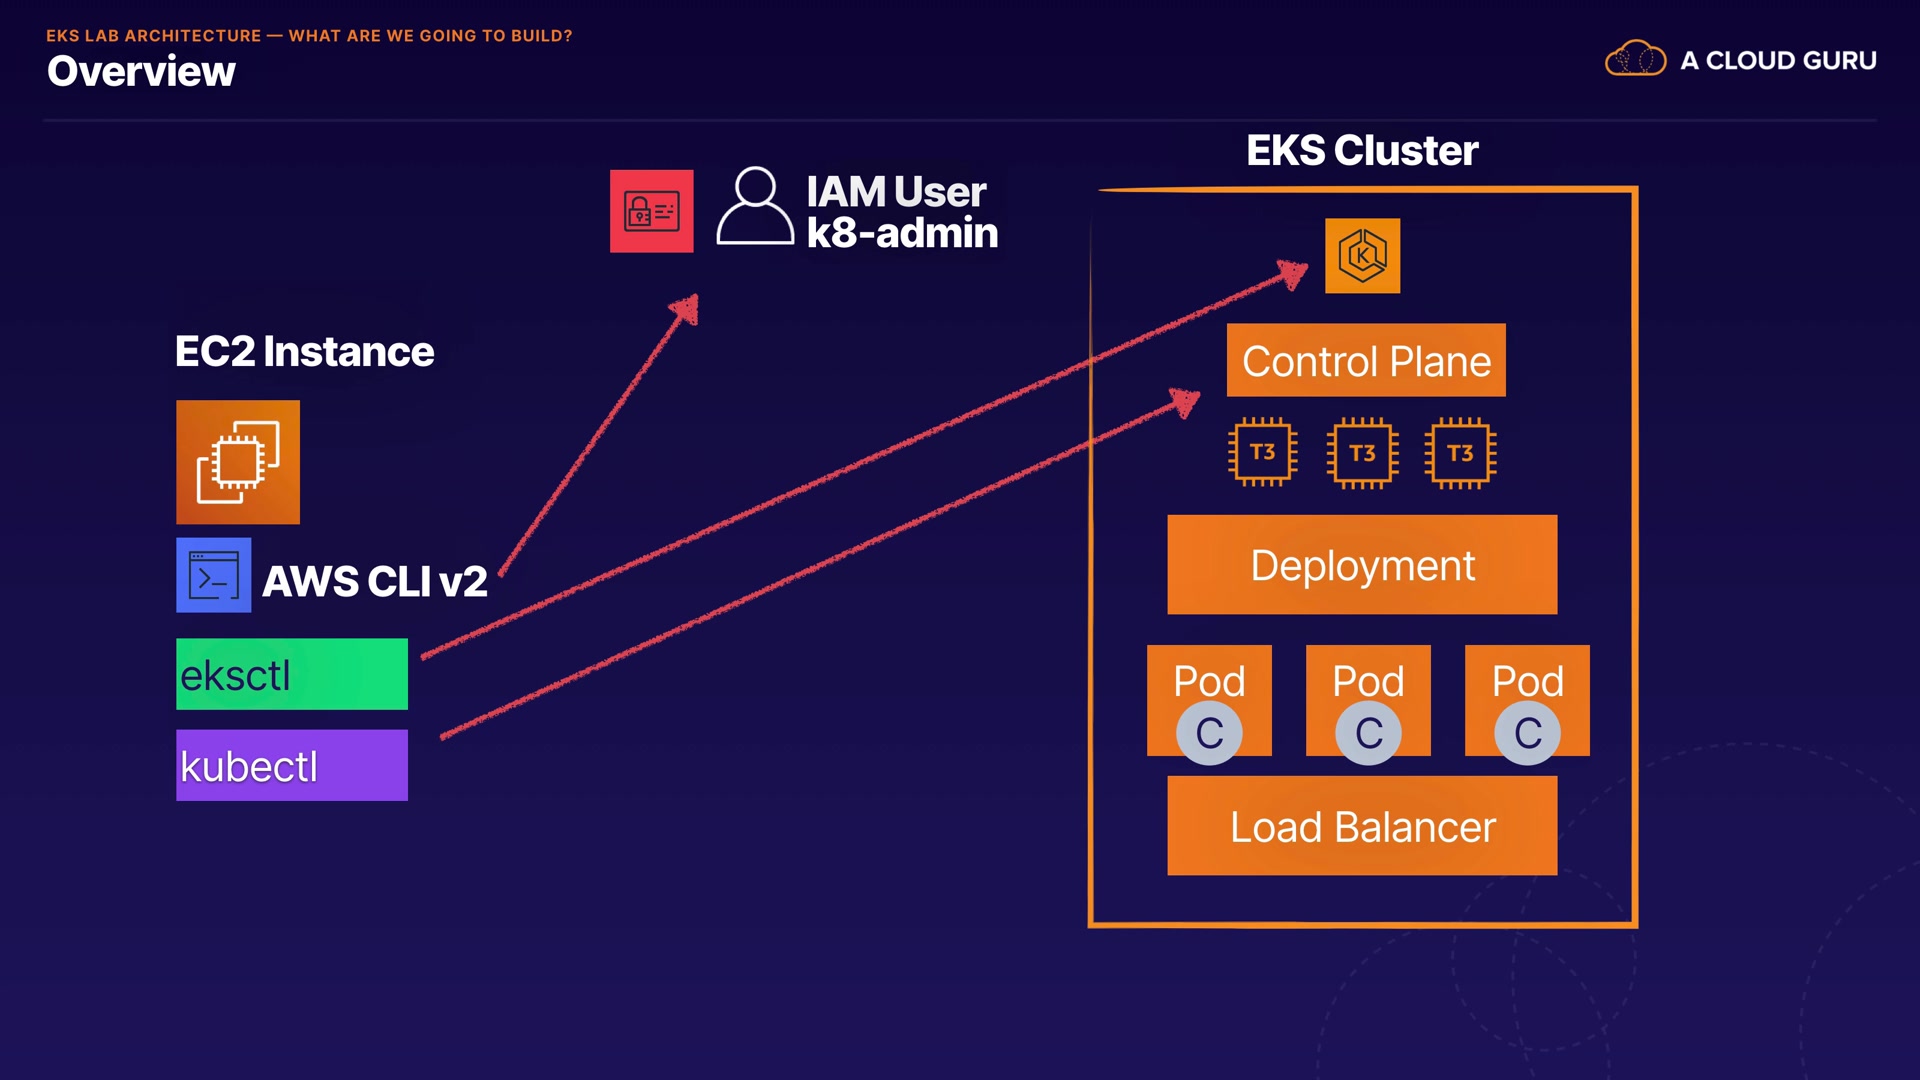 EKS LAB ARCHITECTURE — WHAT ARE WE GOING TO BUILD?
Overview
A CLOUD GURU
EKS Cluster
IAM User
k8-admin
K
EC2 Instance
Control Plane
T3 T3 T3
Deployment
AWS CLI v2
eksctl
kubectl
Pod Pod Pod
C C C
Load Balancer